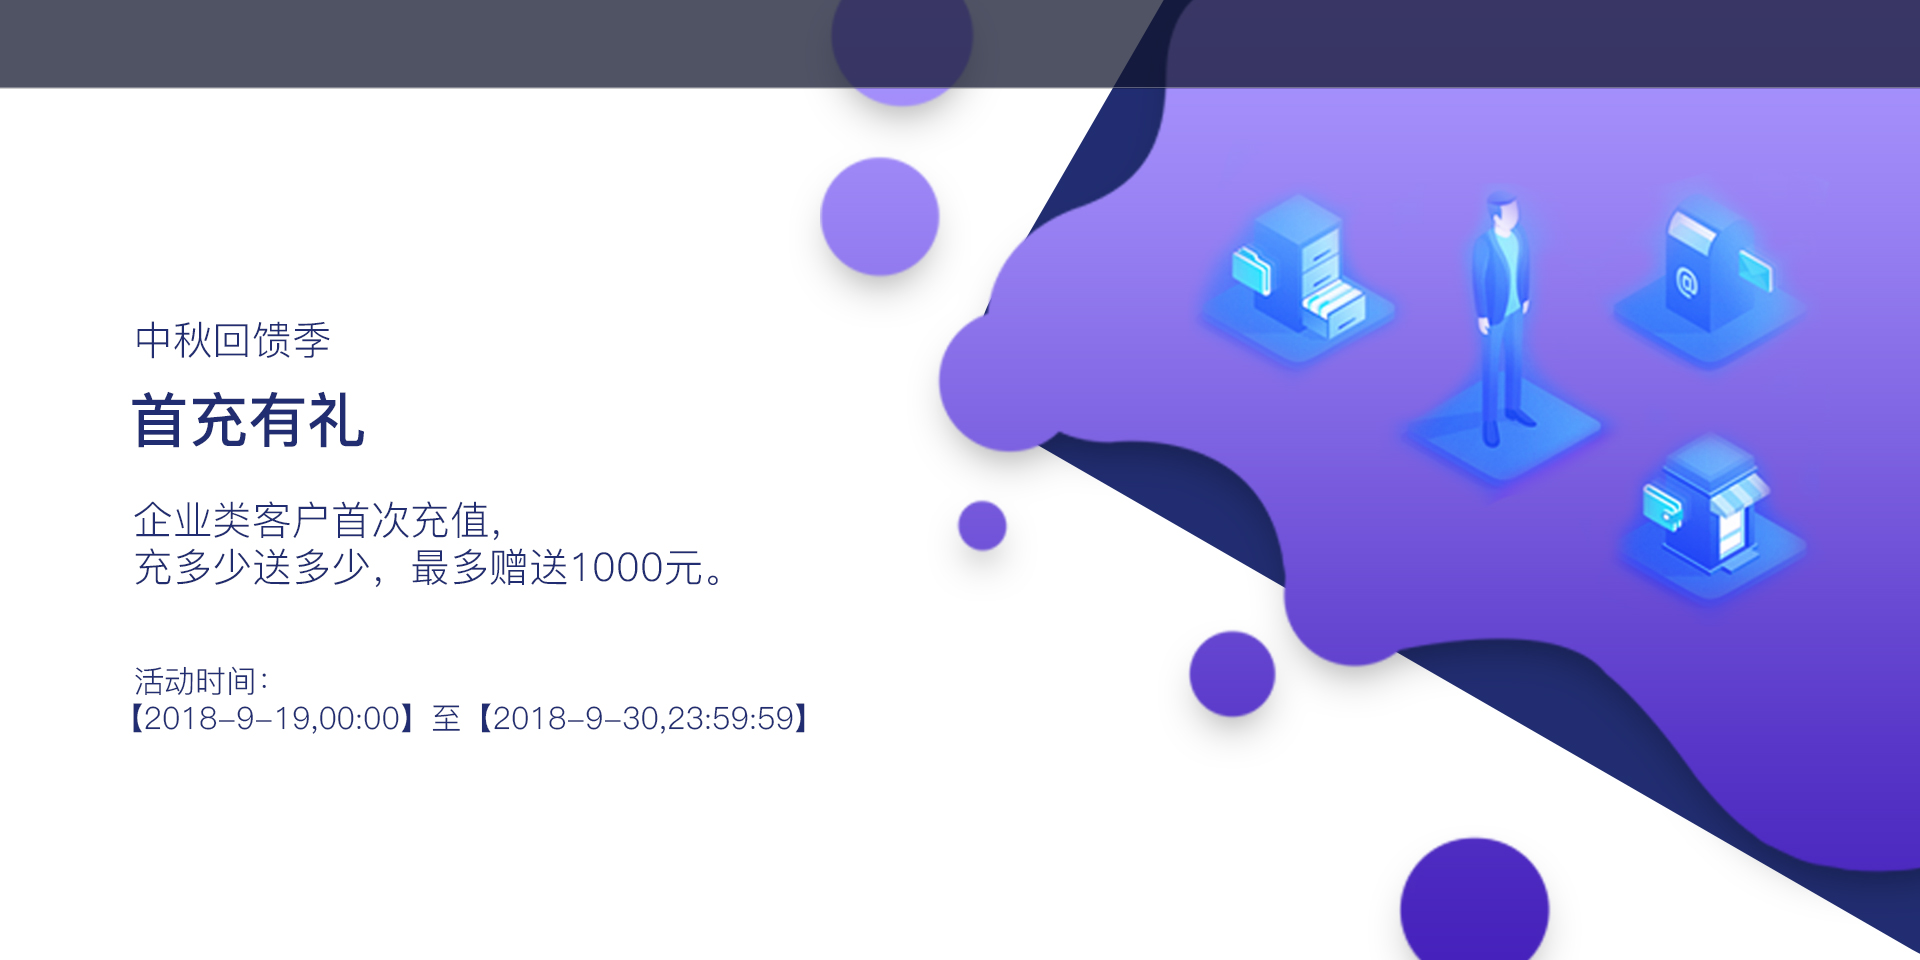 中秋回馈季
首充有礼
企业类客户首次充值，
充多少送多少，最多赠送1000元。
活动时间：
【2018-9-19,00:00】至【2018-9-30,23:59:59】
@